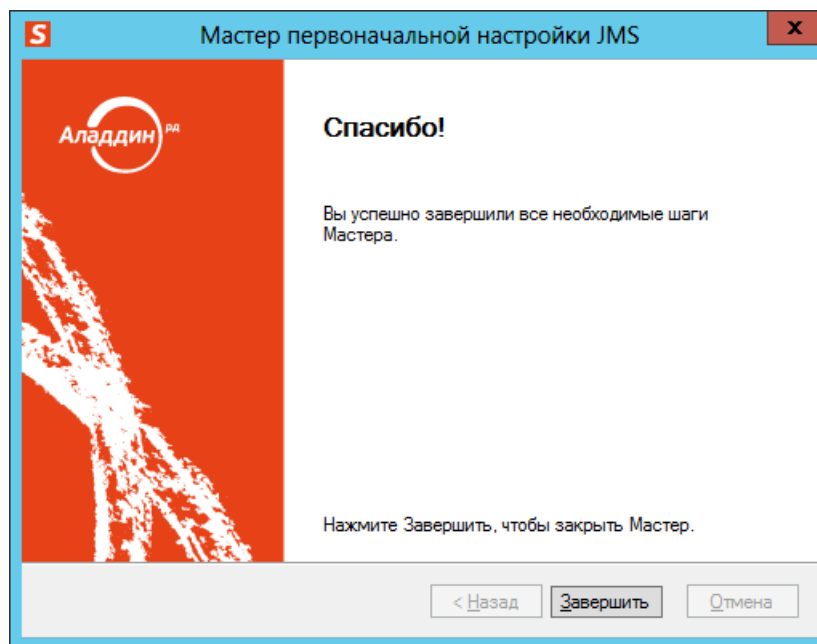 S
Мастер первоначальной настройки JMS
x
Аладдин РД
Спасибо!
Вы успешно завершили все необходимые шаги
Мастера.
Нажмите Завершить, чтобы закрыть Мастер.
< Назад
Завершить
Отмена